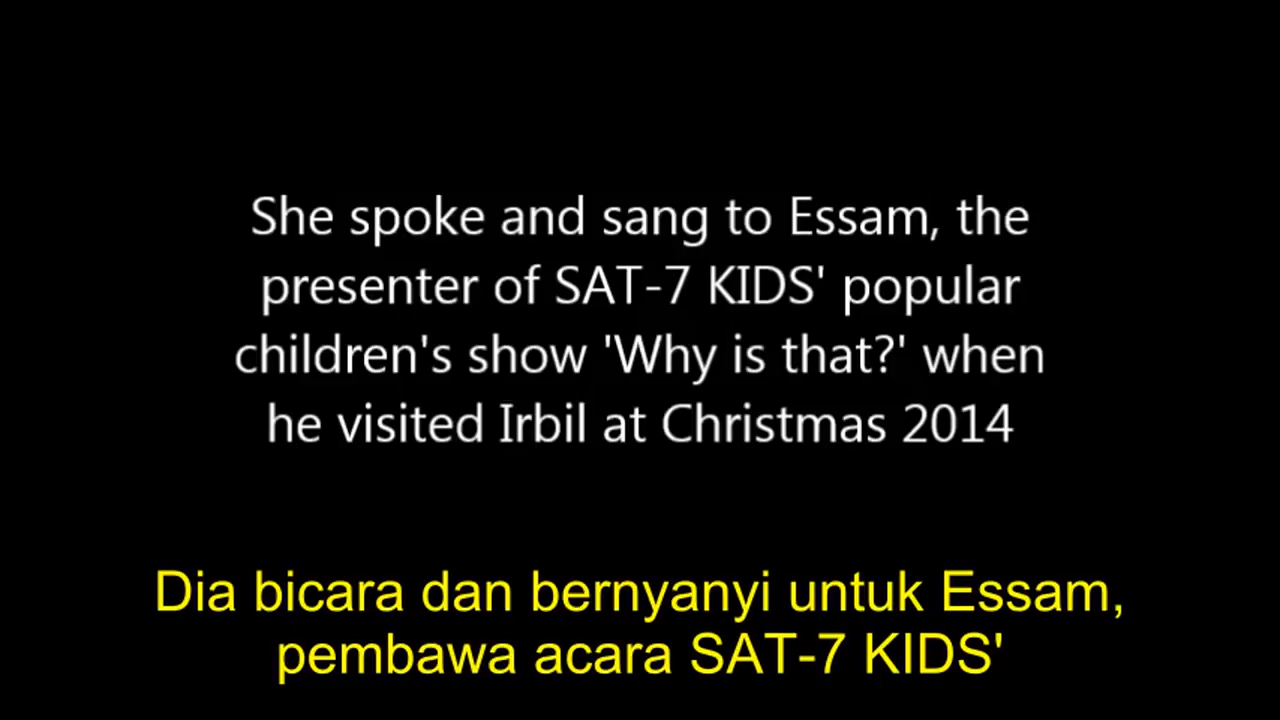 She spoke and sang to Essam, the
presenter of SAT-7 KIDS' popular
children's show 'Why is that?' when
he visited Irbil at Christmas 2014
Dia bicara dan bernyanyi untuk Essam,
pembawa acara SAT-7 KIDS'